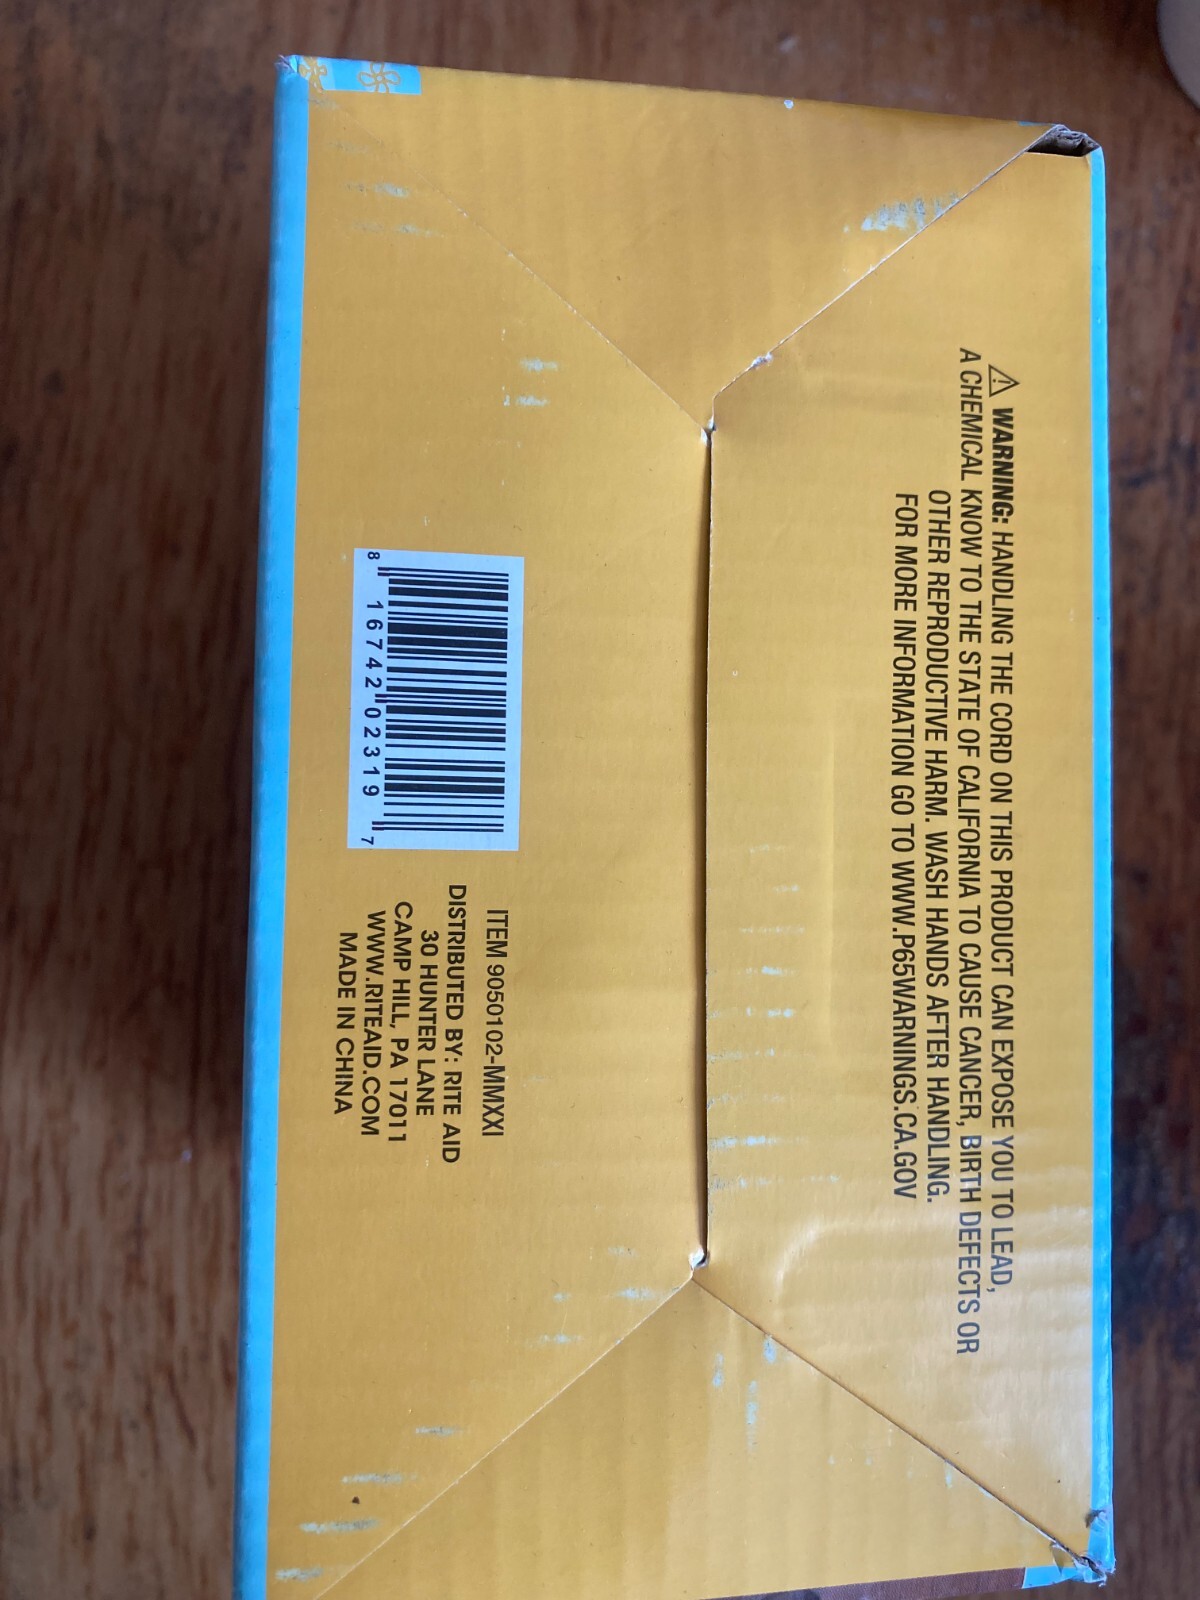 ⚠ WARNING: HANDLING THE CORD ON THIS PRODUCT CAN EXPOSE YOU TO LEAD,
A CHEMICAL KNOW TO THE STATE OF CALIFORNIA TO CAUSE CANCER, BIRTH DEFECTS OR
OTHER REPRODUCTIVE HARM. WASH HANDS AFTER HANDLING.
FOR MORE INFORMATION GO TO WWW.P65WARNINGS.CA.GOV
8 16742 02319 7
ITEM 9050102-MMXXI
DISTRIBUTED BY: RITE AID
30 HUNTER LANE
CAMP HILL, PA 17011
WWW.RITEAID.COM
MADE IN CHINA